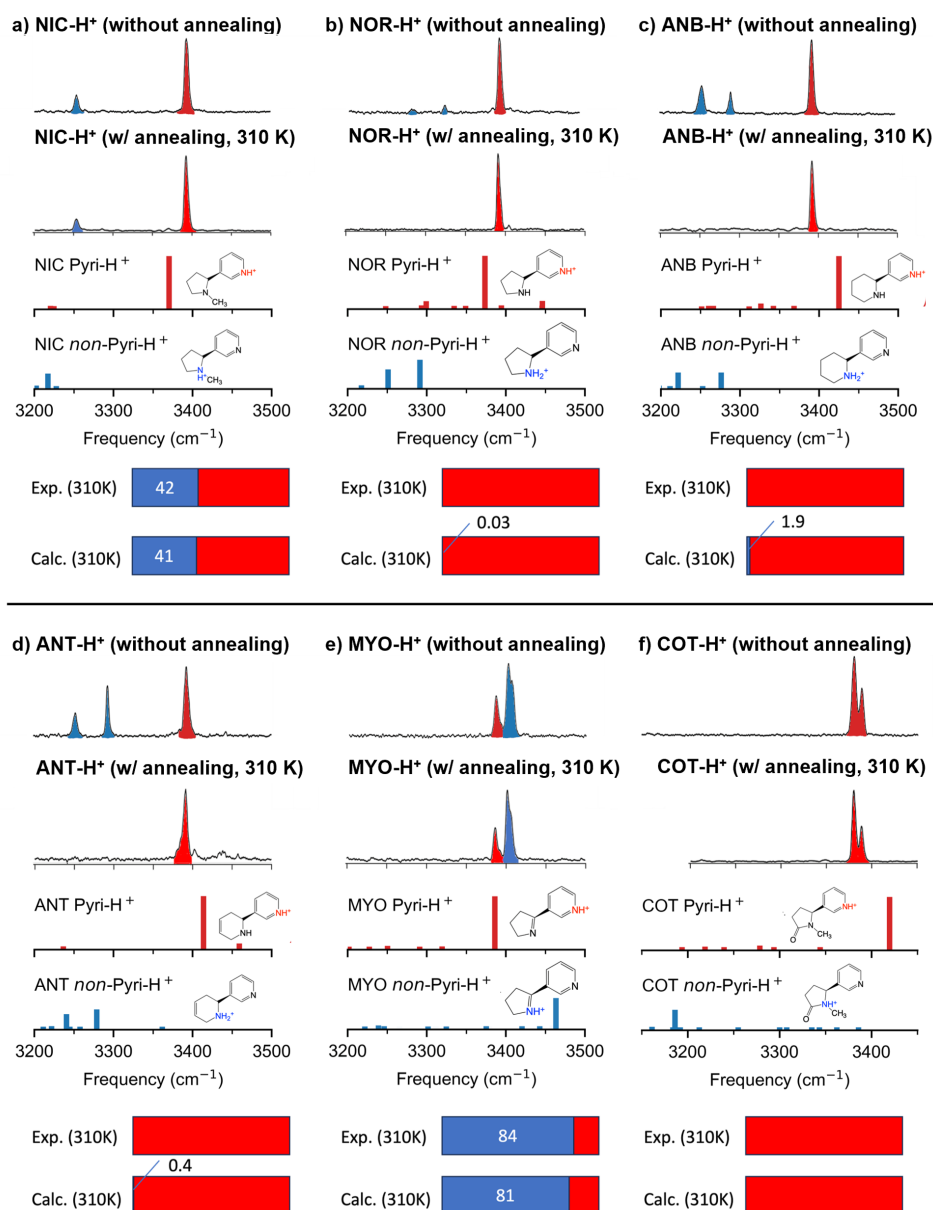 a) NIC-H⁺ (without annealing)
b) NOR-H⁺ (without annealing)
c) ANB-H⁺ (without annealing)
NIC-H⁺ (w/ annealing, 310 K)
NOR-H⁺ (w/ annealing, 310 K)
ANB-H⁺ (w/ annealing, 310 K)
NIC Pyri-H⁺
NH⁺
N
CH₃
NOR Pyri-H⁺
NH⁺
NH
ANB Pyri-H⁺
NH⁺
NH
NIC non-Pyri-H⁺
N
N
H⁺ CH₃
NOR non-Pyri-H⁺
N
NH₂⁺
ANB non-Pyri-H⁺
N
NH₂⁺
3200 3300 3400 3500
3200 3300 3400 3500
3200 3300 3400
Frequency (cm⁻¹)
Frequency (cm⁻¹)
Frequency (cm⁻¹)
Exp. (310K) 42
Exp. (310K)
Exp. (310K)
0.03
1.9
Calc. (310K) 41
Calc. (310K)
Calc. (310K)
d) ANT-H⁺ (without annealing)
e) MYO-H⁺ (without annealing)
f) COT-H⁺ (without annealing)
ANT-H⁺ (w/ annealing, 310 K)
MYO-H⁺ (w/ annealing, 310 K)
COT-H⁺ (w/ annealing, 310 K)
ANT Pyri-H⁺
NH⁺
NH
MYO Pyri-H⁺
NH⁺
N
COT Pyri-H⁺
NH⁺
N
O
CH₃
ANT non-Pyri-H⁺
N
NH₂⁺
MYO non-Pyri-H⁺
N
NH⁺
COT non-Pyri-H⁺
N
NH⁺
O
CH₃
3200 3300 3400 3500
3200 3300 3400 3500
3200 3300 3400
Frequency (cm⁻¹)
Frequency (cm⁻¹)
Frequency (cm⁻¹)
Exp. (310K)
Exp. (310K) 84
Exp. (310K)
0.4
Calc. (310K)
Calc. (310K) 81
Calc. (310K)